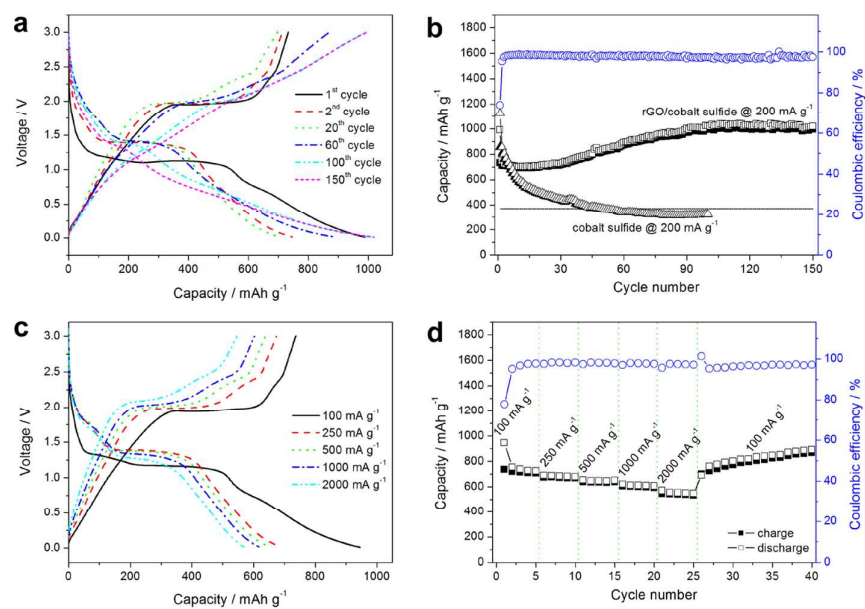 a
3.0
2.5
2.0
1.5
1.0
0.5
0.0
Voltage / V
1st cycle
2nd cycle
20th cycle
60th cycle
100th cycle
150th cycle
0 200 400 600 800 1000
Capacity / mAh g-1
b
1800
1600
1400
1200
1000
800
600
400
200
0
Capacity / mAh g-1
rGO/cobalt sulfide @ 200 mA g-1
cobalt sulfide @ 200 mA g-1
100
80
60
40
20
0
Coulombic efficiency / %
0 30 60 90 120 150
Cycle number
c
3.0
2.5
2.0
1.5
1.0
0.5
0.0
Voltage / V
100 mA g-1
250 mA g-1
500 mA g-1
1000 mA g-1
2000 mA g-1
0 200 400 600 800 1000
Capacity / mAh g-1
d
1800
1600
1400
1200
1000
800
600
400
200
0
Capacity / mAh g-1
100 mA g-1
250 mA g-1
500 mA g-1
1000 mA g-1
2000 mA g-1
100 mA g-1
charge
discharge
100
80
60
40
20
0
Coulombic efficiency / %
0 5 10 15 20 25 30 35 40
Cycle number